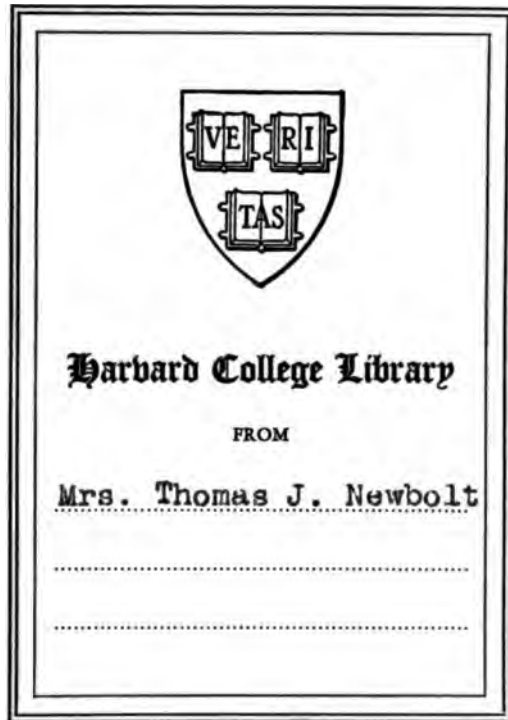 VE RI
TAS
Harvard College Library
FROM
Mrs. Thomas J. Newbolt